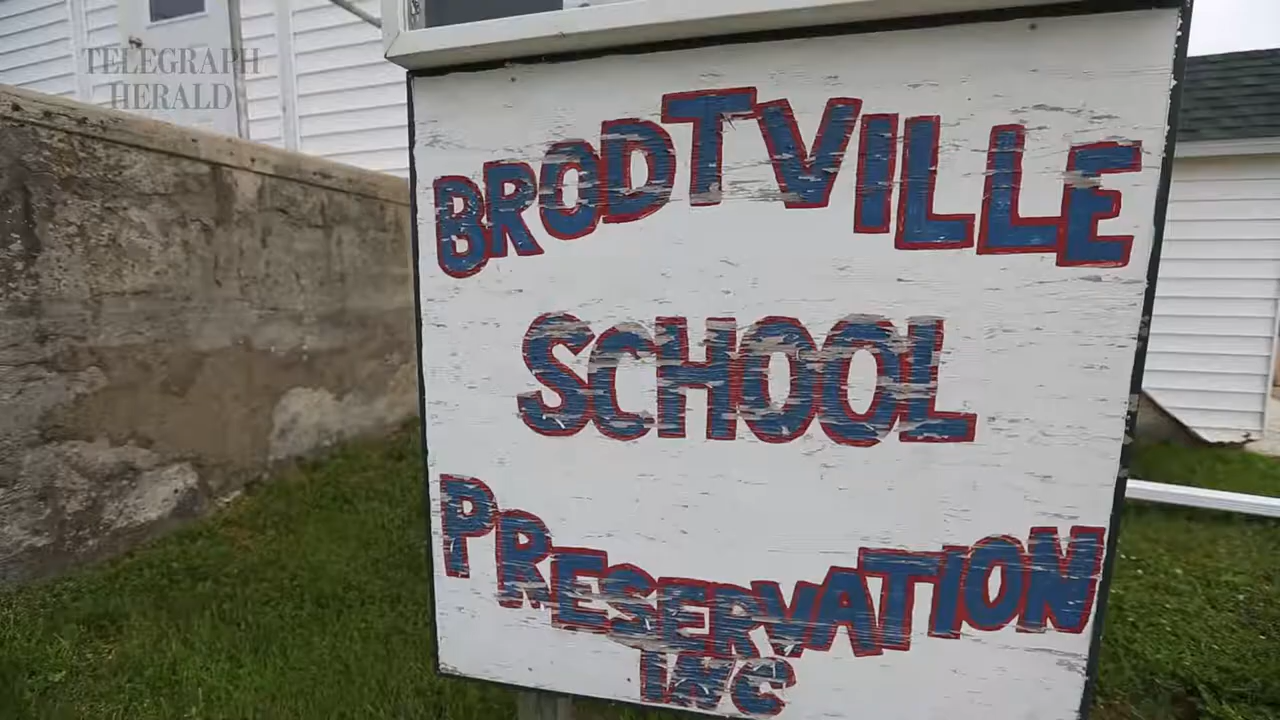 TELEGRAPH
HERALD
BRODTVILLE
SCHOOL
PRESERVATION
INC